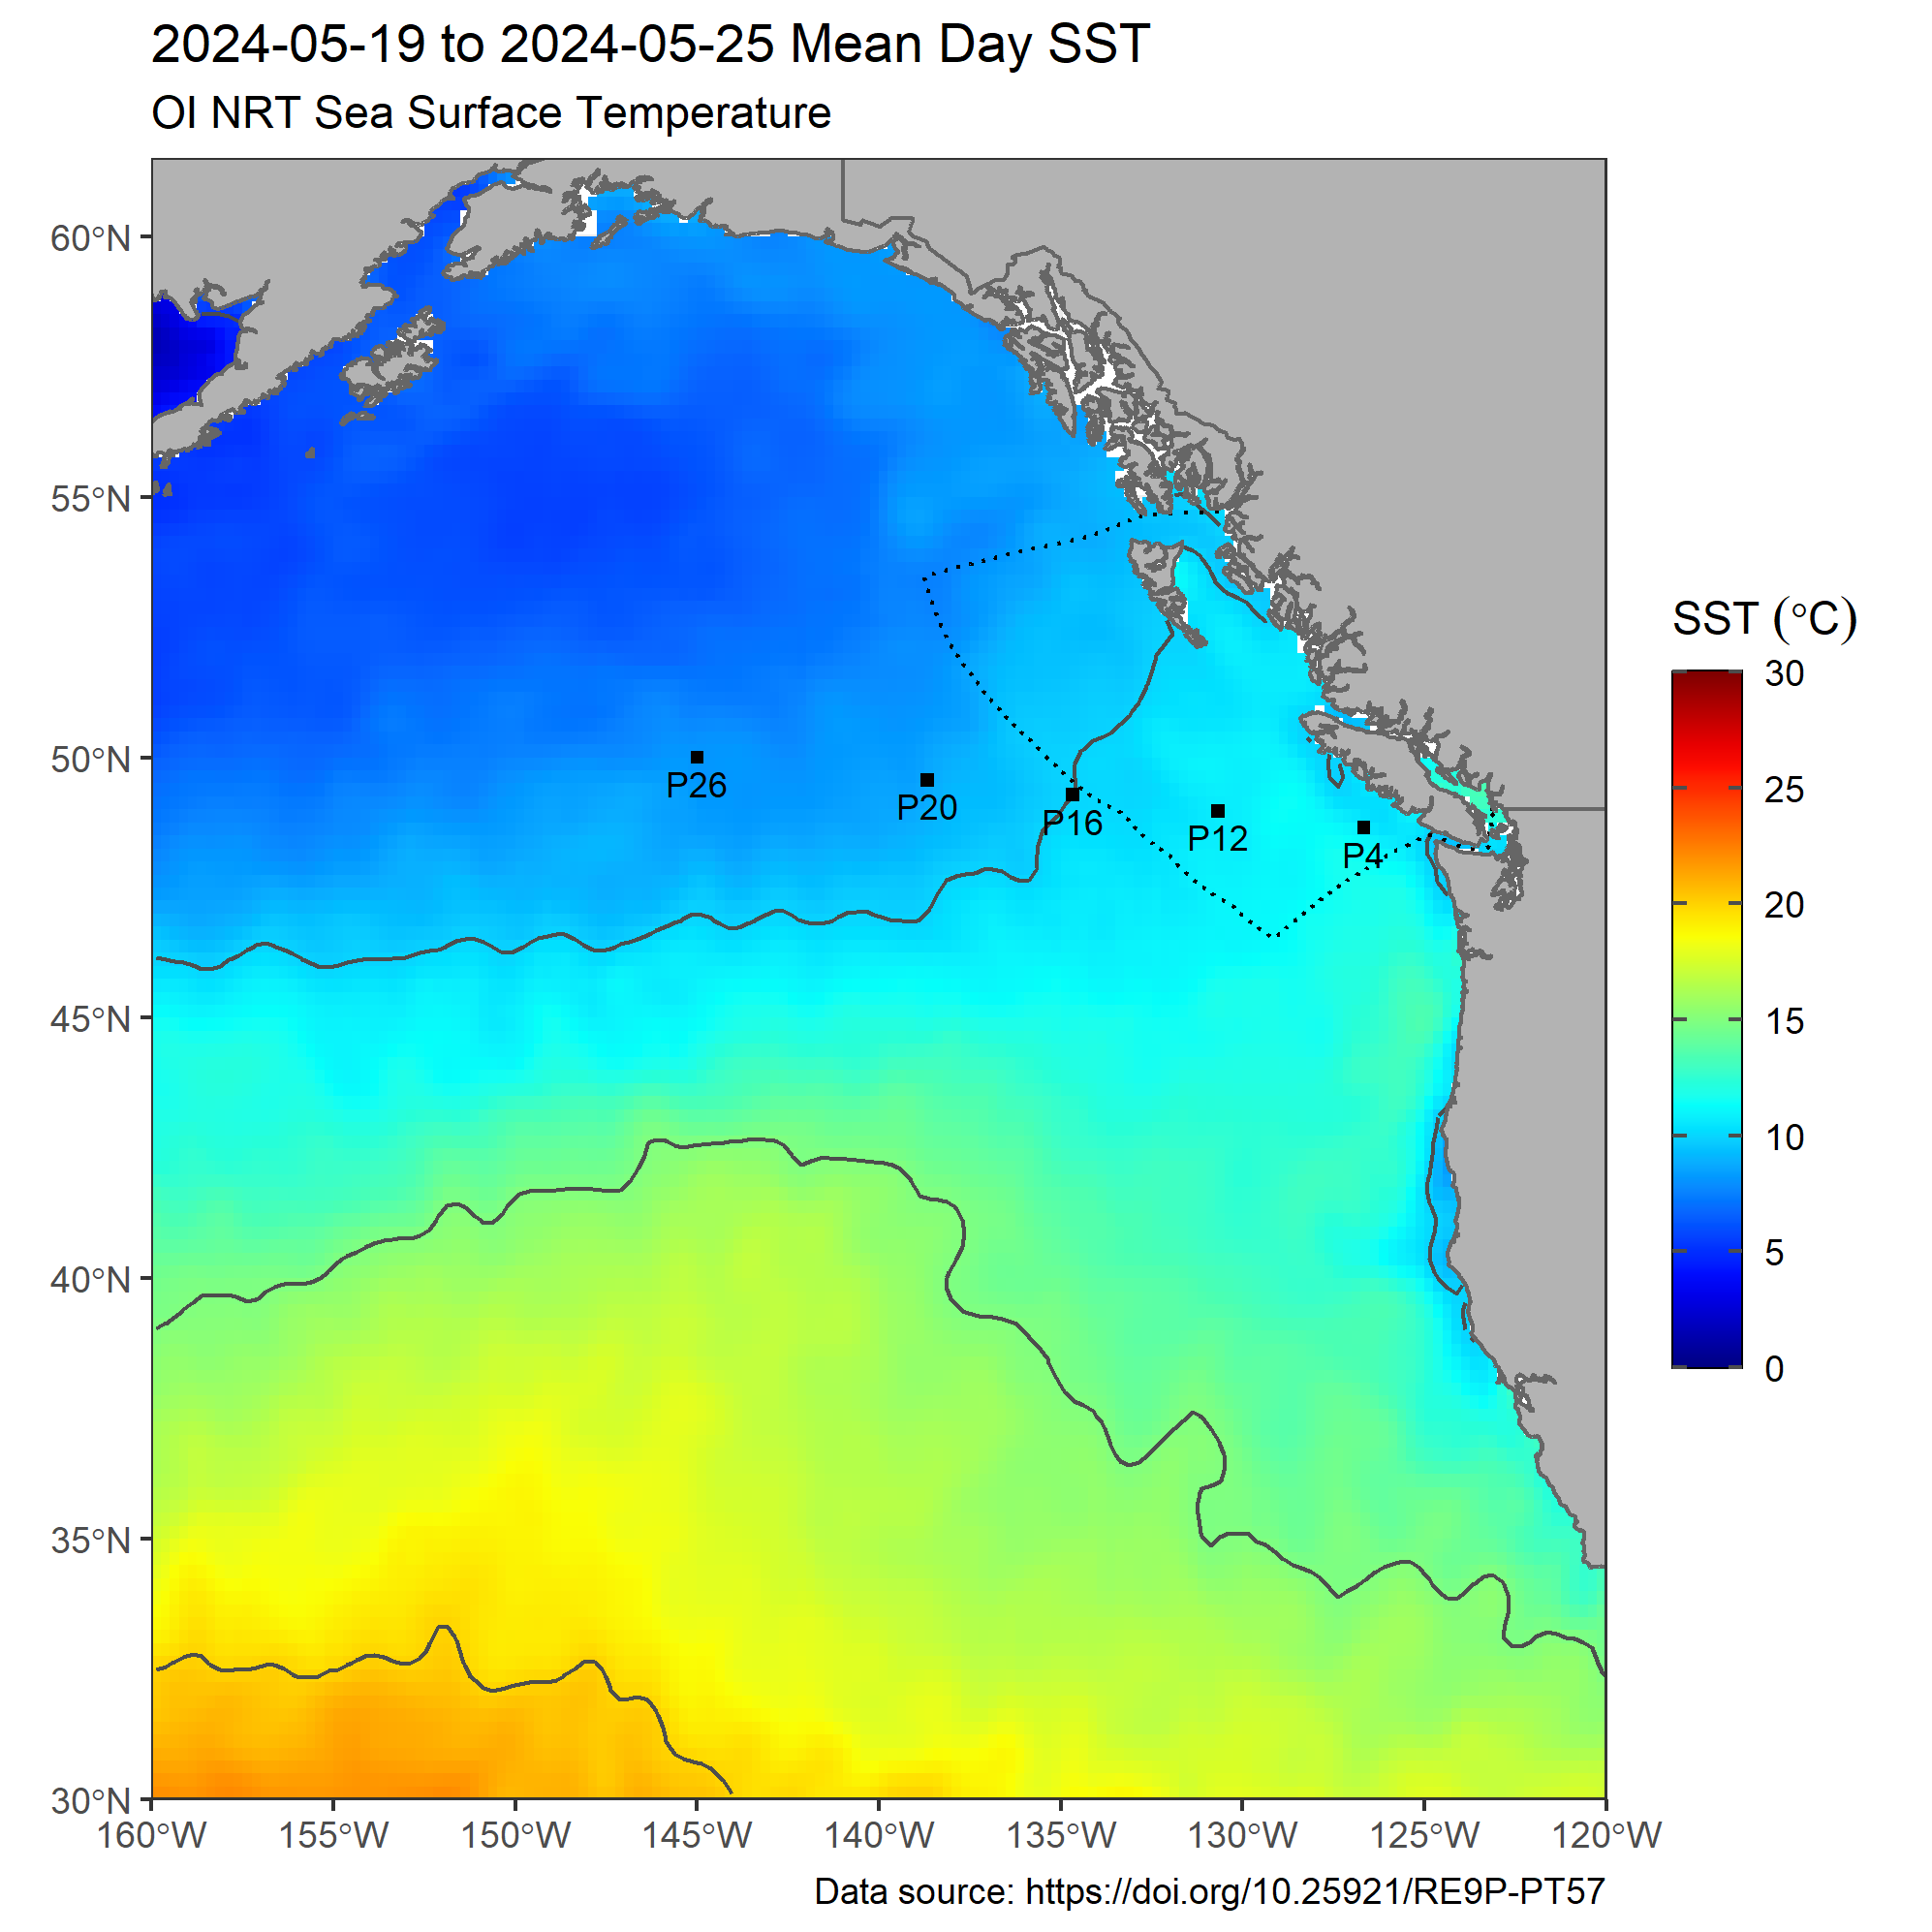 2024-05-19 to 2024-05-25 Mean Day SST
OI NRT Sea Surface Temperature
60°N
55°N
50°N
45°N
40°N
35°N
30°N
P26
P20
P16
P12
P4
160°W
155°W
150°W
145°W
140°W
135°W
130°W
125°W
120°W
SST (°C)
30
25
20
15
10
5
0
Data source: https://doi.org/10.25921/RE9P-PT57